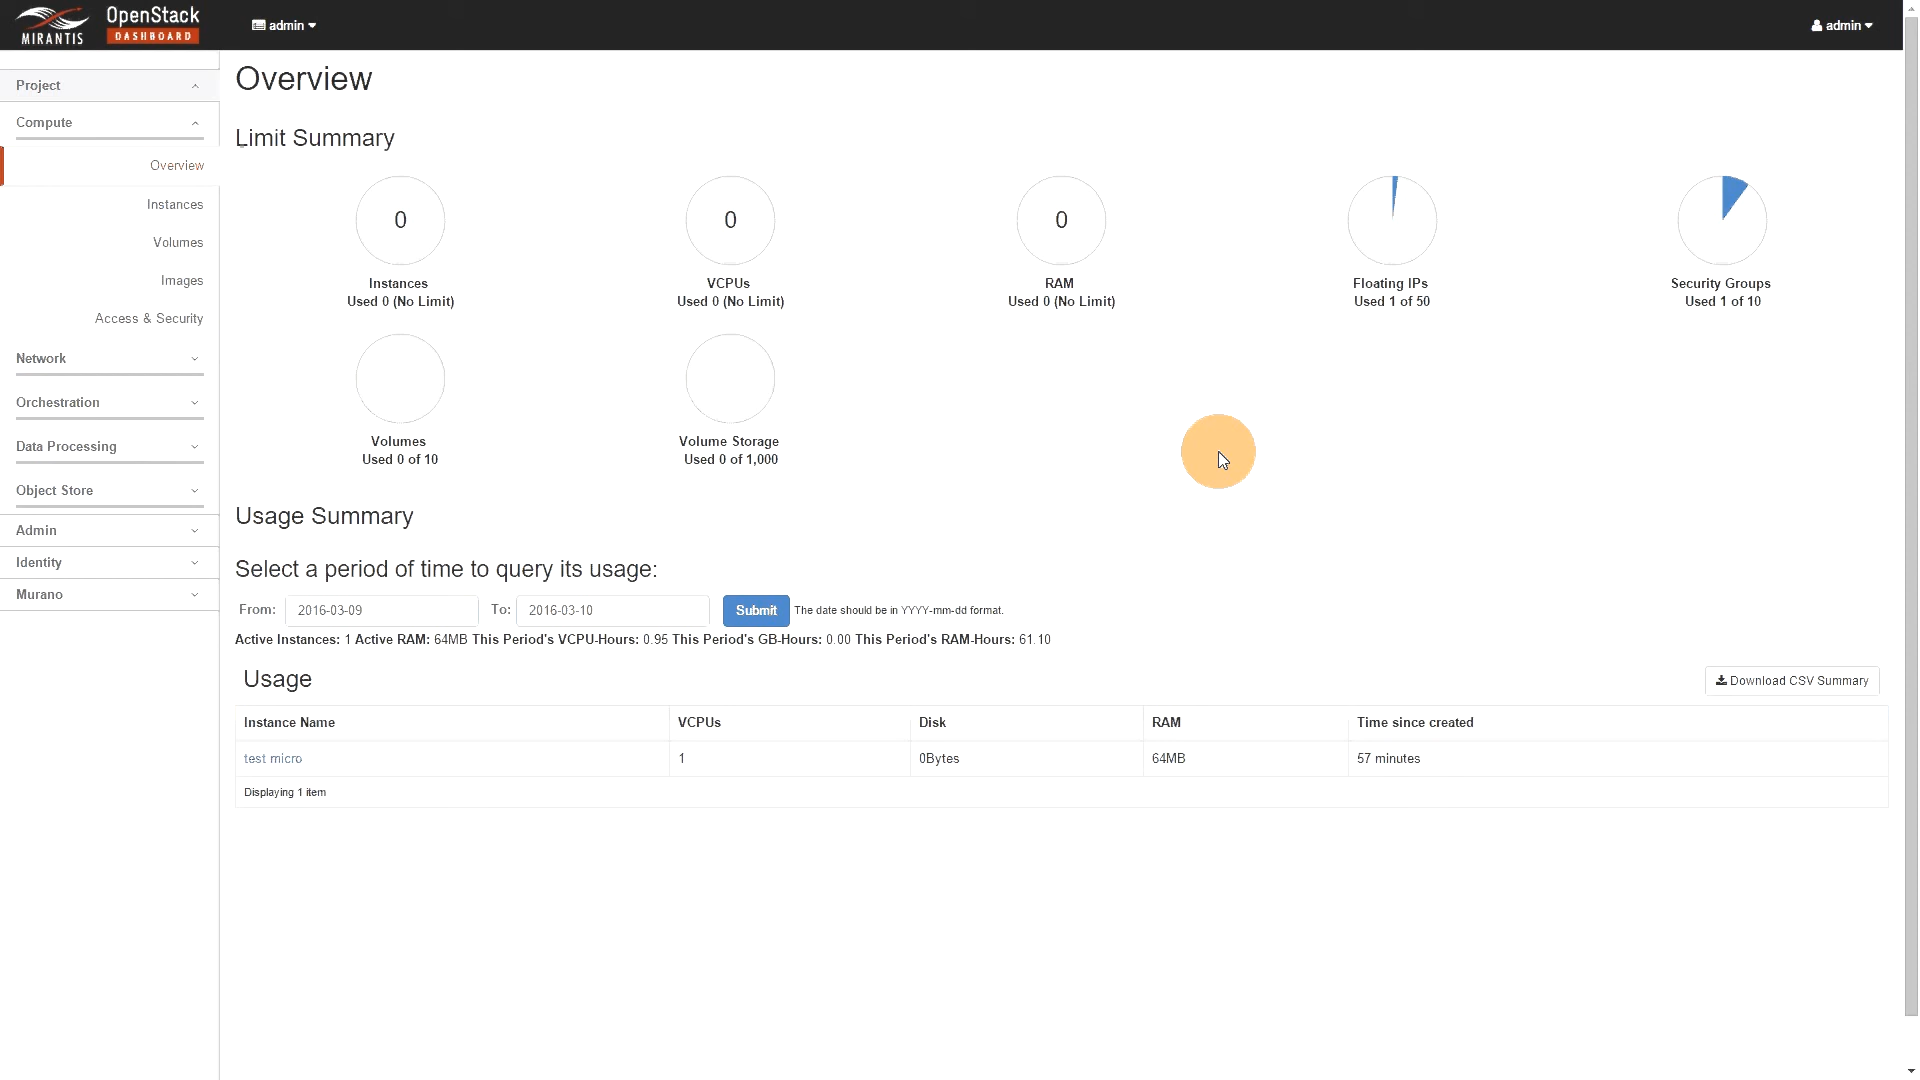 MIRANTIS
OpenStack
DASHBOARD
admin
admin
Project
Compute
Overview
Instances
Volumes
Images
Access & Security
Network
Orchestration
Data Processing
Object Store
Admin
Identity
Murano
Overview
Limit Summary
0
0
0
Instances
Used 0 (No Limit)
VCPUs
Used 0 (No Limit)
RAM
Used 0 (No Limit)
Floating IPs
Used 1 of 50
Security Groups
Used 1 of 10
Volumes
Used 0 of 10
Volume Storage
Used 0 of 1,000
Usage Summary
Select a period of time to query its usage:
From: 2016-03-09 To: 2016-03-10 Submit The date should be in YYYY-mm-dd format.
Active Instances: 1 Active RAM: 64MB This Period's VCPU-Hours: 0.95 This Period's GB-Hours: 0.00 This Period's RAM-Hours: 61.10
Usage
Download CSV Summary
Instance Name VCPUs Disk RAM Time since created
test micro 1 0Bytes 64MB 57 minutes
Displaying 1 item